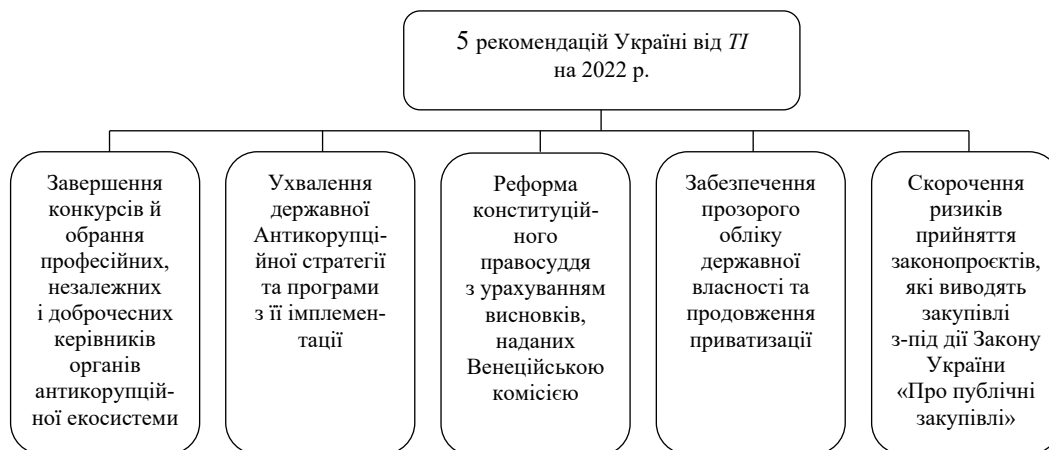 5 рекомендацій Україні від TI
на 2022 р.
Завершення
конкурсів й
обрання
професійних,
незалежних
і доброчесних
керівників
органів
антикорупцій-
ної екосистеми
Ухвалення
державної
Антикорупці-
йної стратегії
та програми
з її імплемен-
тації
Реформа
конституцій-
ного
правосуддя
з урахуванням
висновків,
наданих
Венеційською
комісією
Забезпечення
прозорого
обліку
державної
власності та
продовження
приватизації
Скорочення
ризиків
прийняття
законопроєктів,
які виводять
закупівлі
з-під дії Закону
України
«Про публічні
закупівлі»